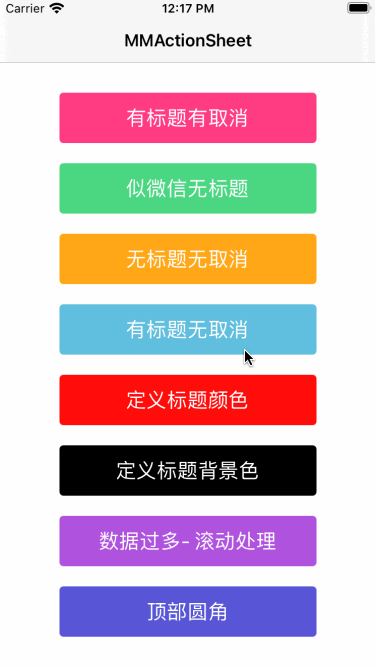 Carrier 12:17 PM
MMActionSheet
有标题有取消
似微信无标题
无标题无取消
有标题无取消
定义标题颜色
定义标题背景色
数据过多- 滚动处理
顶部圆角